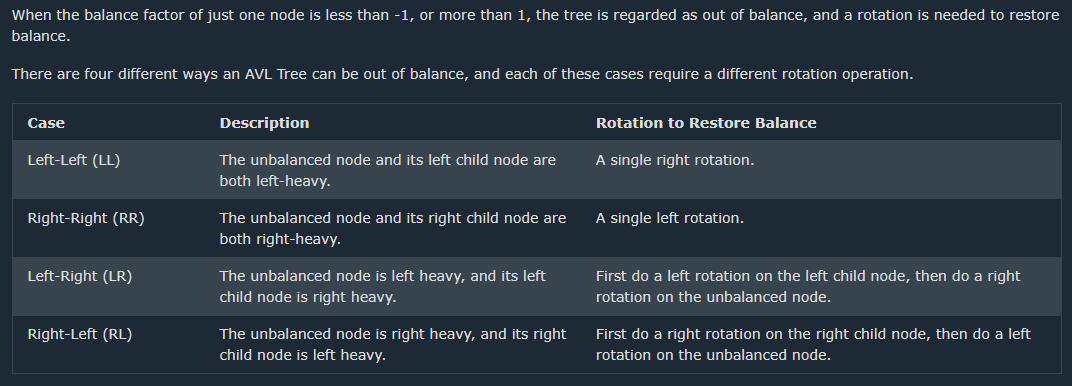 When the balance factor of just one node is less than -1, or more than 1, the tree is regarded as out of balance, and a rotation is needed to restore
balance.
There are four different ways an AVL Tree can be out of balance, and each of these cases require a different rotation operation.
Case Description Rotation to Restore Balance
Left-Left (LL) The unbalanced node and its left child node are A single right rotation.
both left-heavy.
Right-Right (RR) The unbalanced node and its right child node are A single left rotation.
both right-heavy.
Left-Right (LR) The unbalanced node is left heavy, and its left First do a left rotation on the left child node, then do a right
child node is right heavy. rotation on the unbalanced node.
Right-Left (RL) The unbalanced node is right heavy, and its right First do a right rotation on the right child node, then do a left
child node is left heavy. rotation on the unbalanced node.